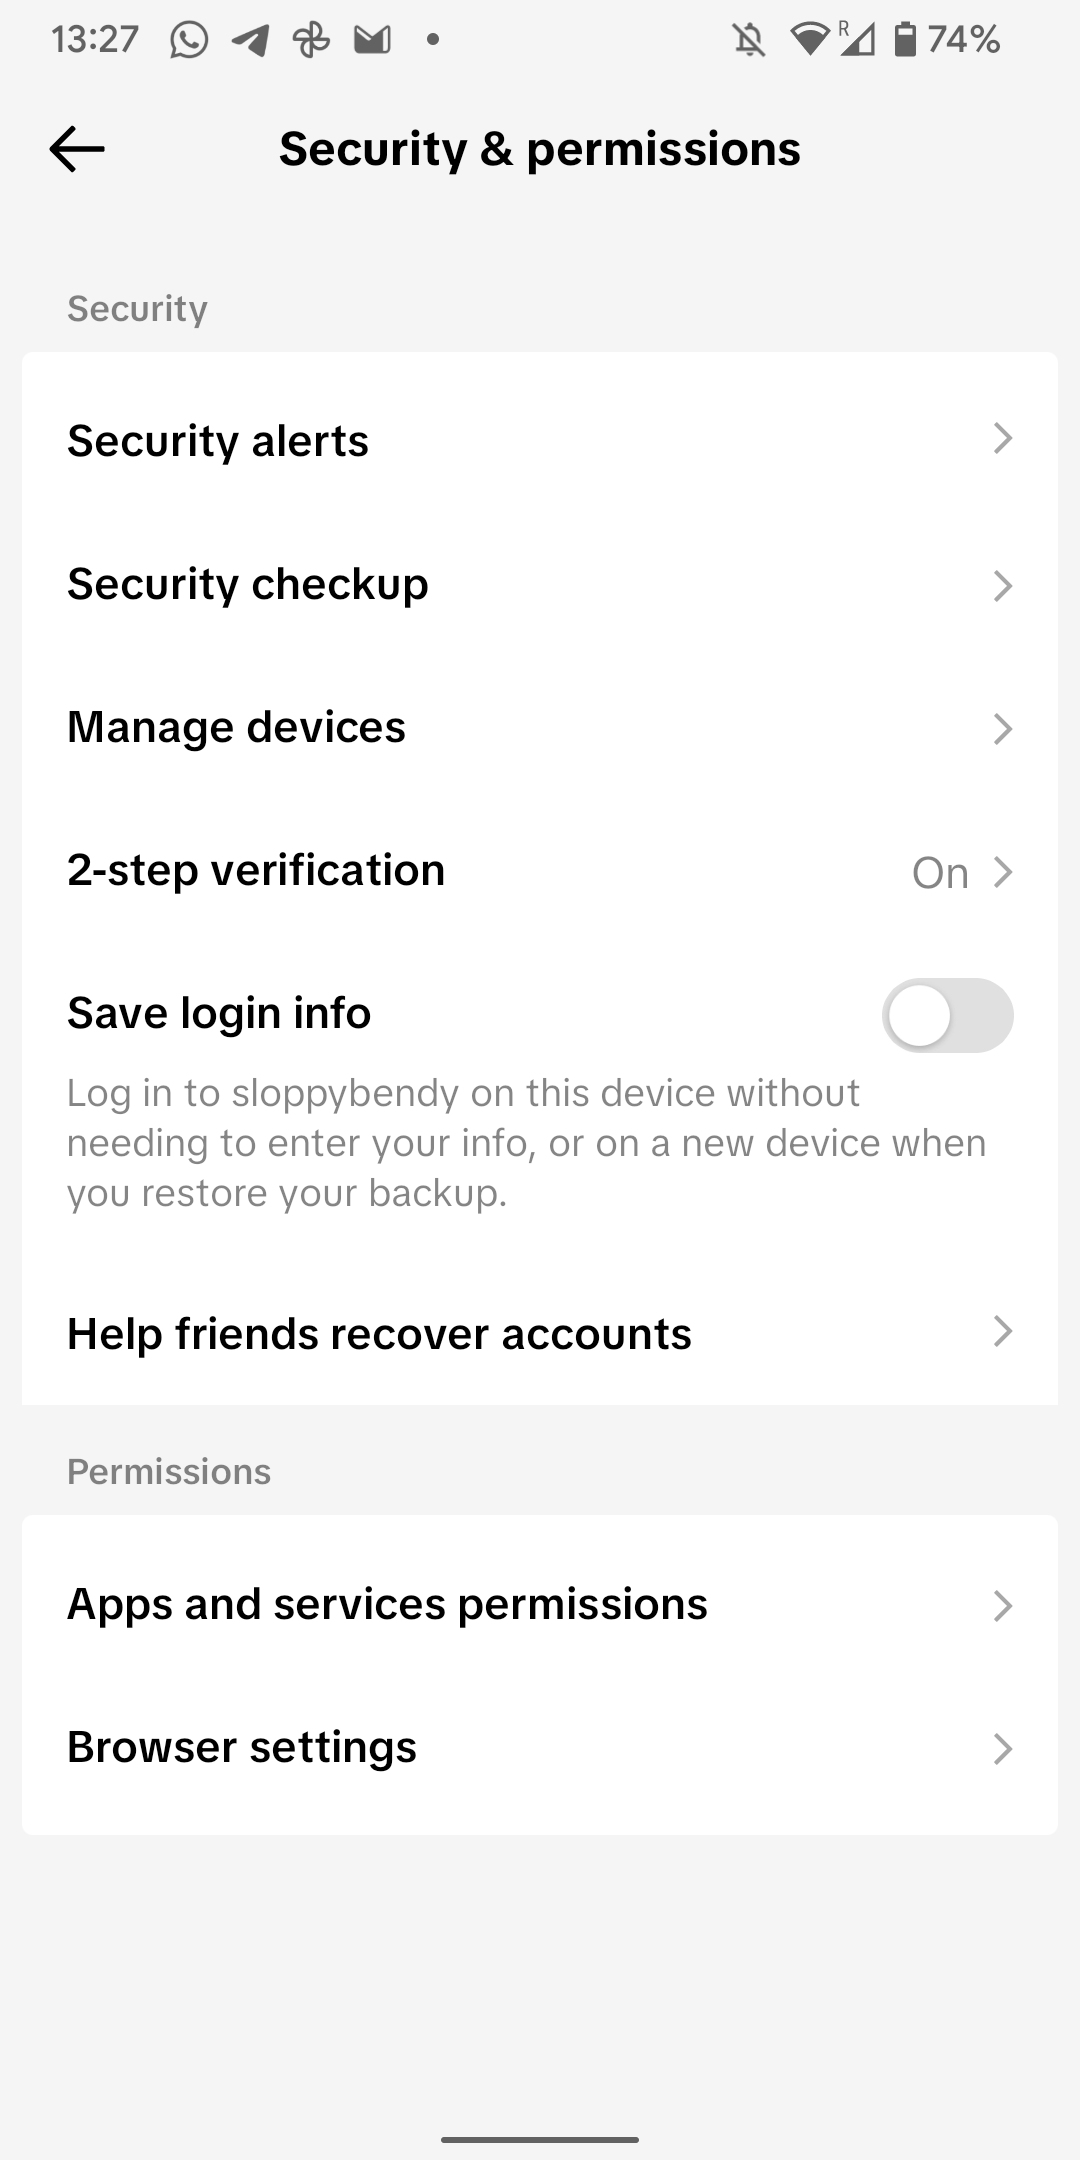 13:27 R 74%
Security & permissions
Security
Security alerts
Security checkup
Manage devices
2-step verification On
Save login info
Log in to sloppybendy on this device without
needing to enter your info, or on a new device when
you restore your backup.
Help friends recover accounts
Permissions
Apps and services permissions
Browser settings